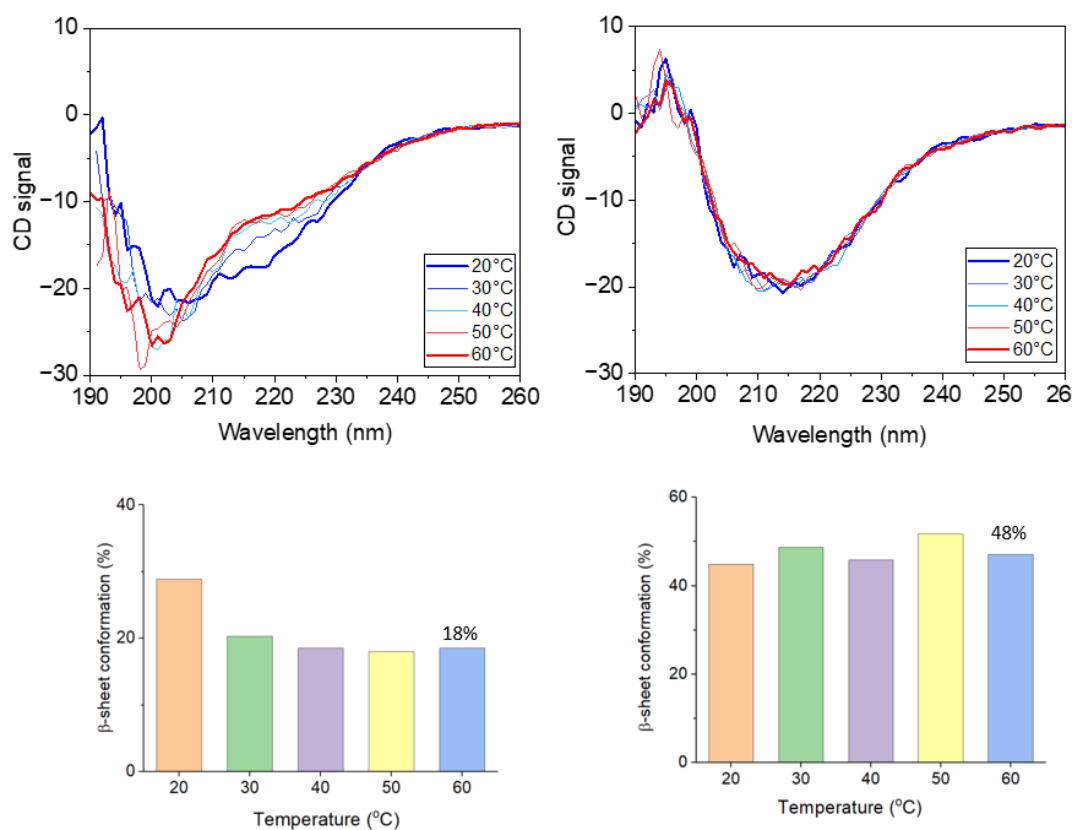 10
0
−10
−20
−30
CD signal
190 200 210 220 230 240 250 260
Wavelength (nm)
20°C
30°C
40°C
50°C
60°C
10
0
−10
−20
−30
CD signal
190 200 210 220 230 240 250 260
Wavelength (nm)
20°C
30°C
40°C
50°C
60°C
40
20
0
β-sheet conformation (%)
18%
20 30 40 50 60
Temperature (°C)
60
40
20
0
β-sheet conformation (%)
48%
20 30 40 50 60
Temperature (°C)